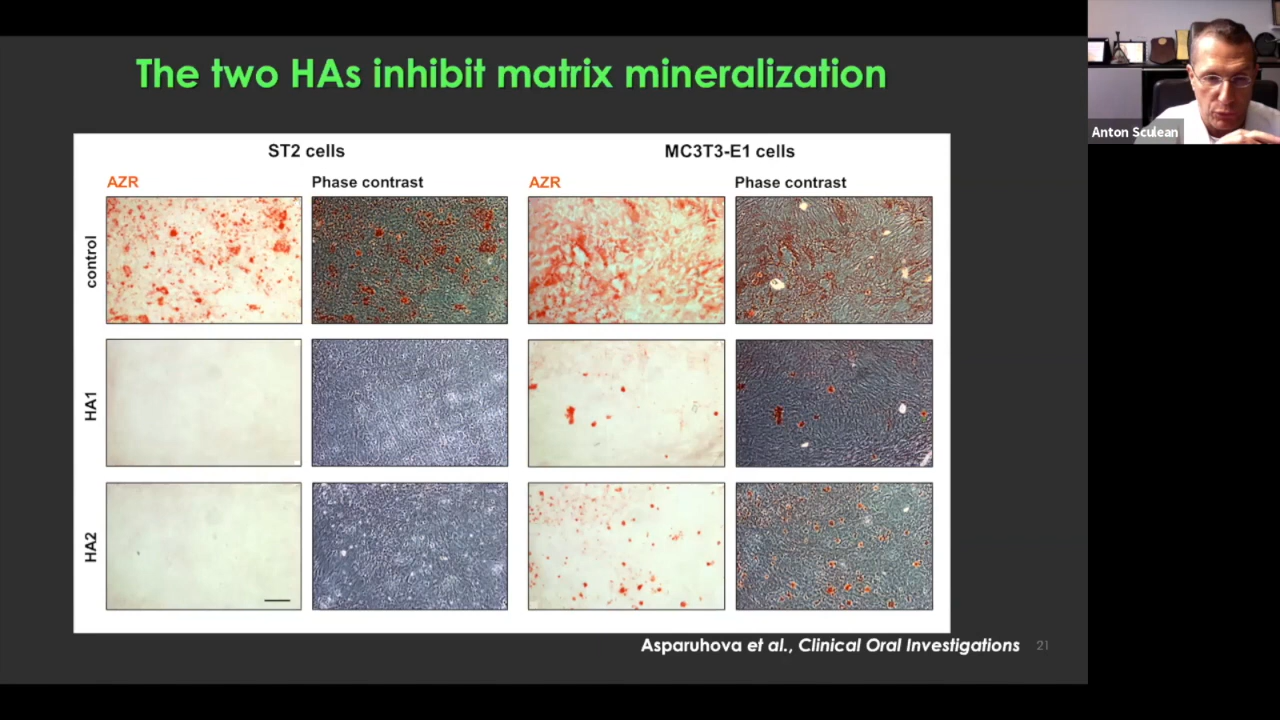 The two HAs inhibit matrix mineralization
Anton Sculean
ST2 cells
MC3T3-E1 cells
AZR
Phase contrast
AZR
Phase contrast
control
HA1
HA2
Asparuhova et al., Clinical Oral Investigations
21